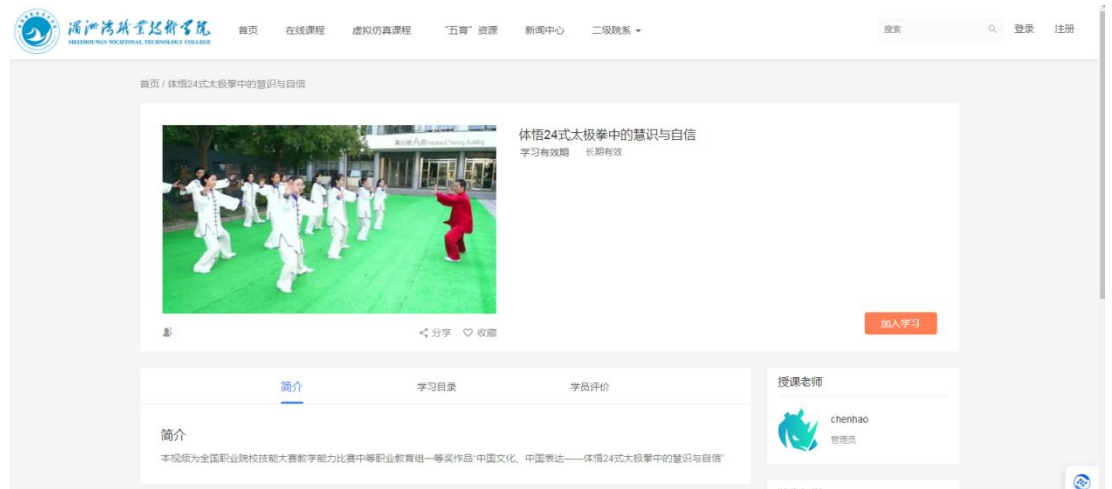 湄洲湾职业技术学院
MEIZHOUWAN VOCATIONAL TECHNOLOGY COLLEGE
首页 在线课程 虚拟仿真课程 “五育”资源 新闻中心 二级院系
搜索
登录 注册
首页 / 体悟24式太极拳中的慧识与自信
体悟24式太极拳中的慧识与自信
学习有效期 长期有效
分享 收藏
加入学习
简介 学习目录 学员评价
授课老师
chenhao
管理员
简介
本视频为全国职业院校技能大赛教学能力比赛中等职业教育组一等奖作品“中国文化、中国表达——体悟24式太极拳中的慧识与自信”